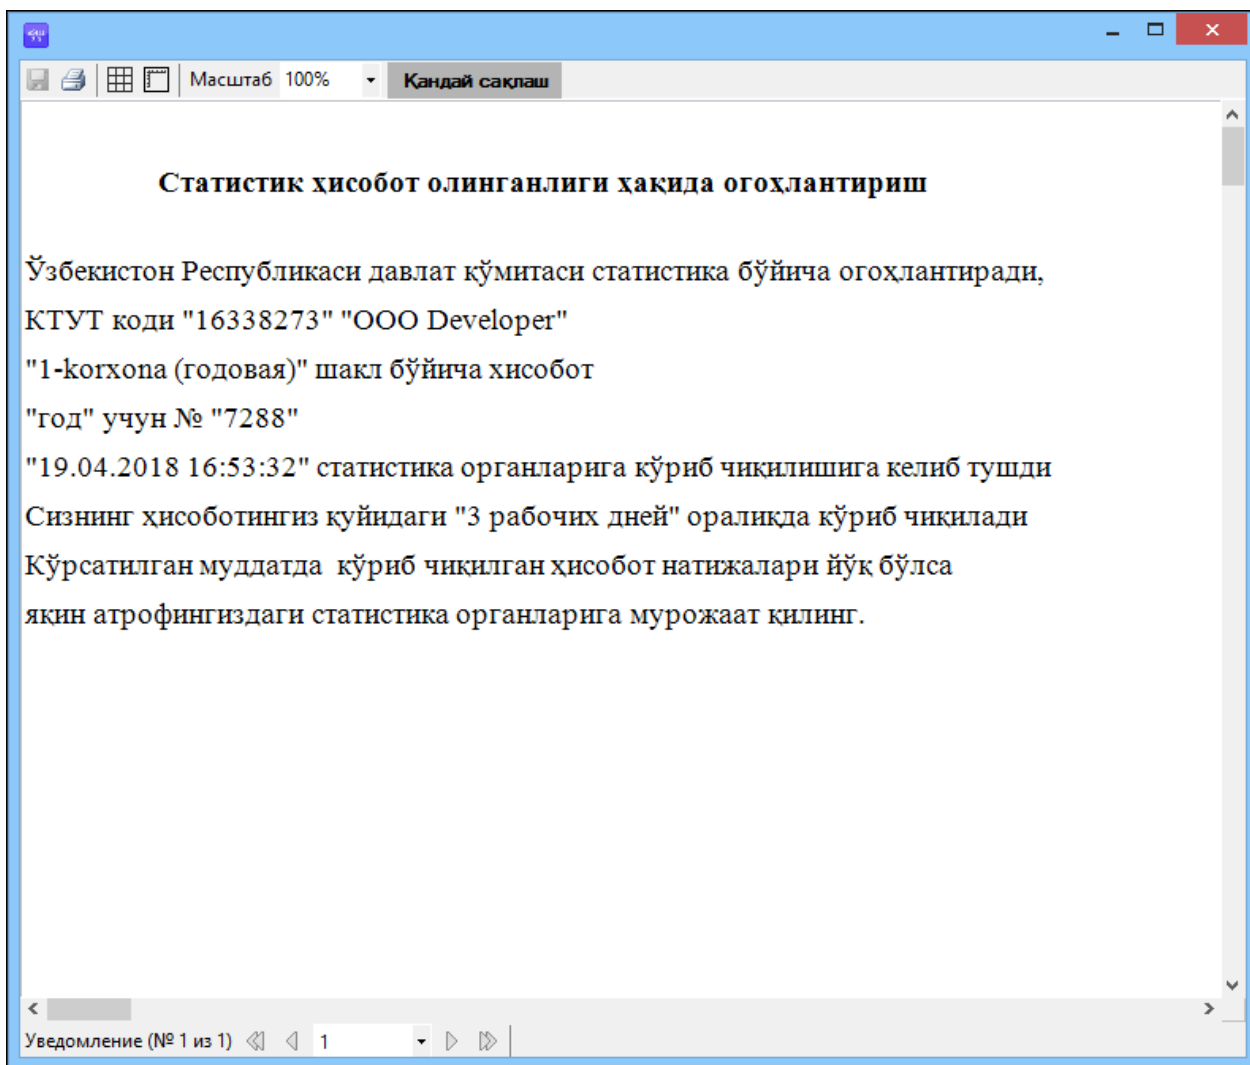 Масштаб 100% Қандай сақлаш
Статистик ҳисобот олинганлиги ҳақида огоҳлантириш
Ўзбекистон Республикаси давлат қўмитаси статистика бўйича огоҳлантиради,
КТУТ коди "16338273" "ООО Developer"
"1-korxona (годовая)" шакл бўйича хисобот
"год" учун № "7288"
"19.04.2018 16:53:32" статистика органларига кўриб чиқилишига келиб тушди
Сизнинг ҳисоботингиз қуйидаги "3 рабочих дней" оралиқда кўриб чиқилади
Кўрсатилган муддатда  кўриб чиқилган ҳисобот натижалари йўқ бўлса
яқин атрофингиздаги статистика органларига мурожаат қилинг.
Уведомление (№ 1 из 1) 1